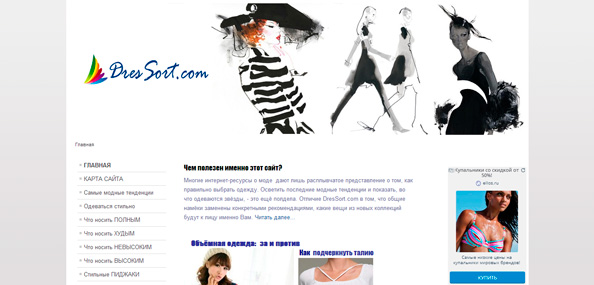 DresSort.com
Главная
ГЛАВНАЯ
КАРТА САЙТА
Самые модные тенденции
Одеваться стильно
Что носить ПОЛНЫМ
Что носить ХУДЫМ
Что носить НЕВЫСОКИМ
Что носить ВЫСОКИМ
Стильные ПИДЖАКИ
Чем полезен именно этот сайт?
Многие интернет-ресурсы о моде дают лишь расплывчатое представление о том, как
правильно выбрать одежду. Осветить последние модные тенденции и показать, во
что одеваются звёзды, - это ещё полдела. Отличие DresSort.com в том, что общие
намёки заменены конкретными рекомендациями, какие вещи из новых коллекций
будут к лицу именно Вам. Читать далее...
Объёмная одежда: за и против
Как подчеркнуть талию
Купальники со скидкой от
50%!
Самые низкие цены на
купальники мировых брендов!
КУПИТЬ